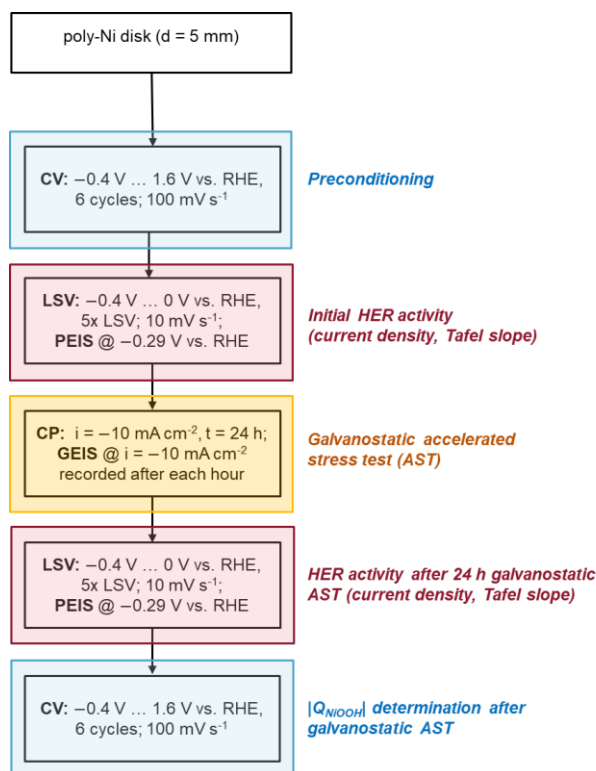 poly-Ni disk (d = 5 mm)
CV: −0.4 V ... 1.6 V vs. RHE,
6 cycles; 100 mV s⁻¹
Preconditioning
LSV: −0.4 V ... 0 V vs. RHE,
5x LSV; 10 mV s⁻¹;
PEIS @ −0.29 V vs. RHE
Initial HER activity
(current density, Tafel slope)
CP: i = −10 mA cm⁻², t = 24 h;
GEIS @ i = −10 mA cm⁻²
recorded after each hour
Galvanostatic accelerated
stress test (AST)
LSV: −0.4 V ... 0 V vs. RHE,
5x LSV; 10 mV s⁻¹;
PEIS @ −0.29 V vs. RHE
HER activity after 24 h galvanostatic
AST (current density, Tafel slope)
CV: −0.4 V ... 1.6 V vs. RHE,
6 cycles; 100 mV s⁻¹
|Q_NiOOH| determination after
galvanostatic AST